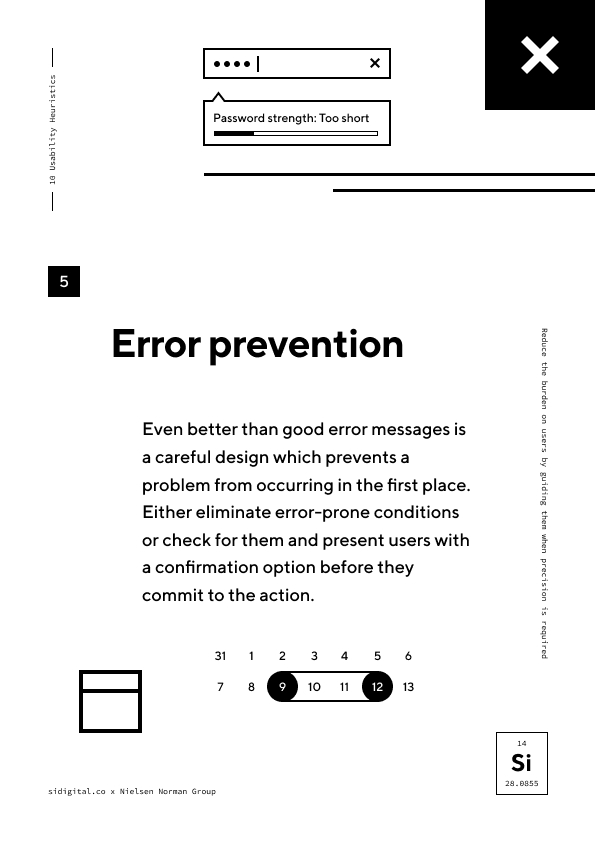 10 Usability Heuristics
Password strength: Too short
5
Error prevention
Even better than good error messages is
a careful design which prevents a
problem from occurring in the first place.
Either eliminate error-prone conditions
or check for them and present users with
a confirmation option before they
commit to the action.
Reduce the burden on users by guiding them when precision is required
31 1 2 3 4 5 6
7 8 9 10 11 12 13
14
Si
28.0855
sidigital.co x Nielsen Norman Group